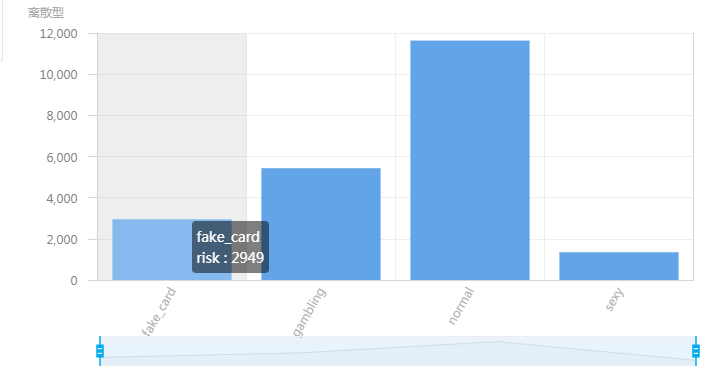 离散型
12,000
10,000
8,000
6,000
4,000
2,000
0
fake_card
risk : 2949
fake_card
gambling
normal
sexy